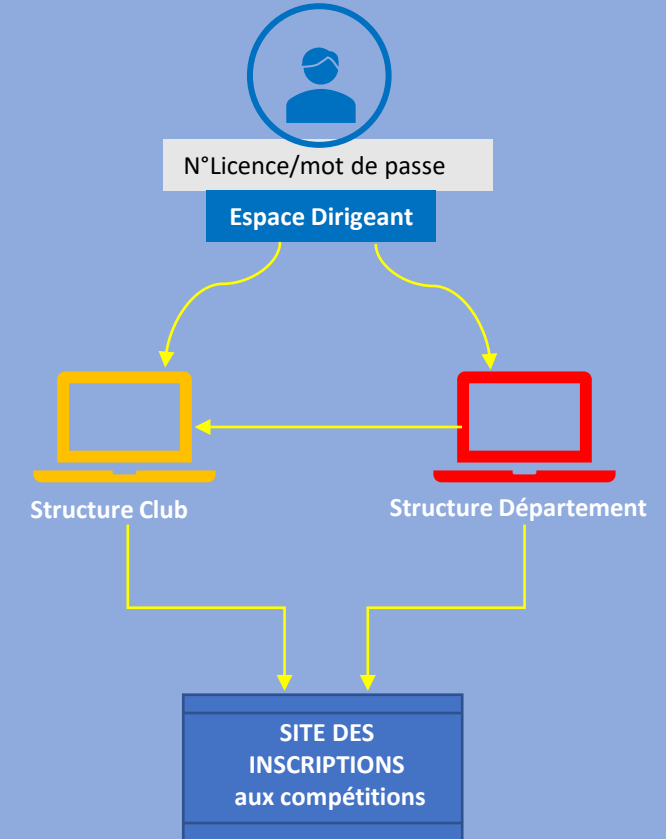 N°Licence/mot de passe
Espace Dirigeant
Structure Club
Structure Département
SITE DES
INSCRIPTIONS
aux compétitions